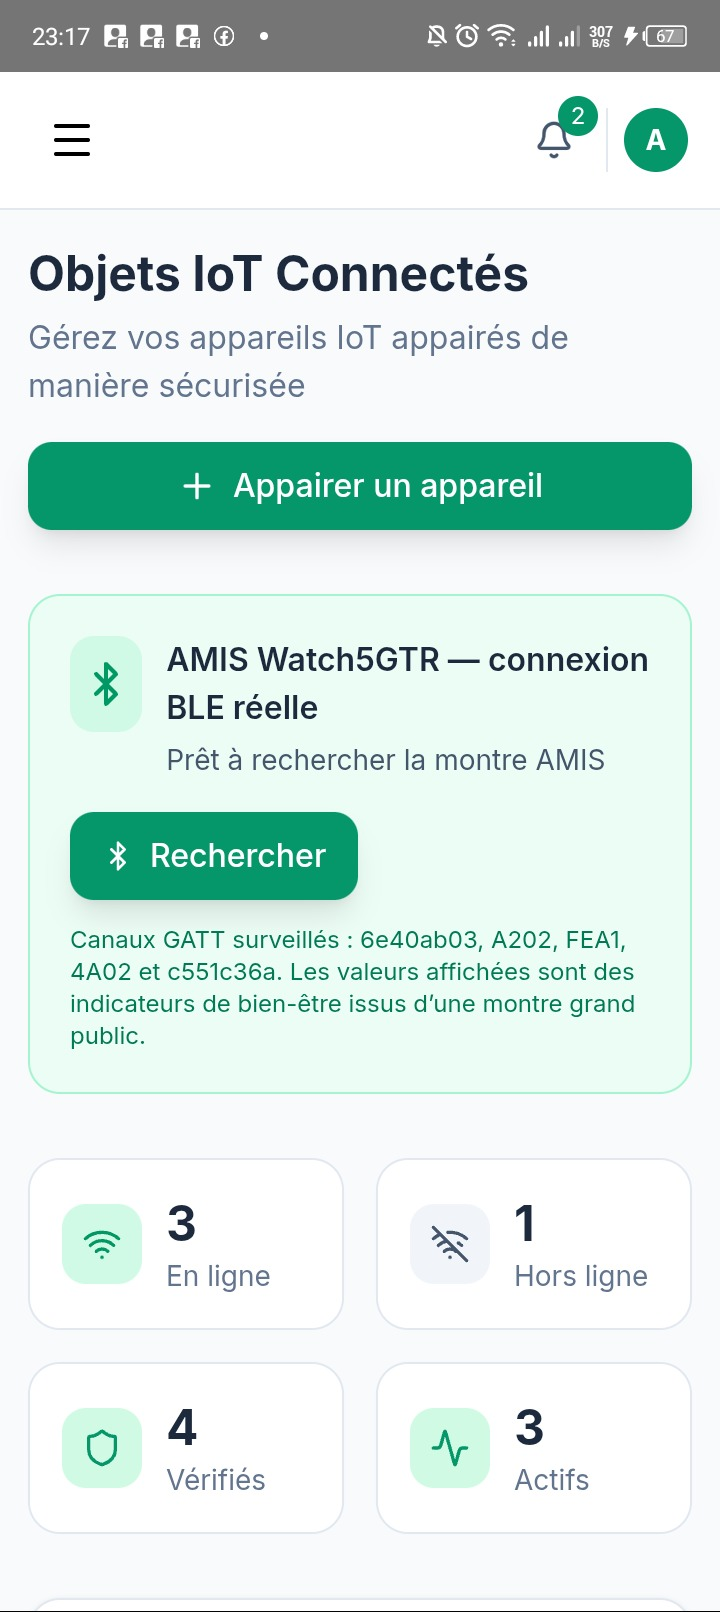 23:17
307
B/S
67
2
A
Objets IoT Connectés
Gérez vos appareils IoT appairés de
manière sécurisée
Appairer un appareil
AMIS Watch5GTR — connexion
BLE réelle
Prêt à rechercher la montre AMIS
Rechercher
Canaux GATT surveillés : 6e40ab03, A202, FEA1,
4A02 et c551c36a. Les valeurs affichées sont des
indicateurs de bien-être issus d’une montre grand
public.
3
En ligne
1
Hors ligne
4
Vérifiés
3
Actifs